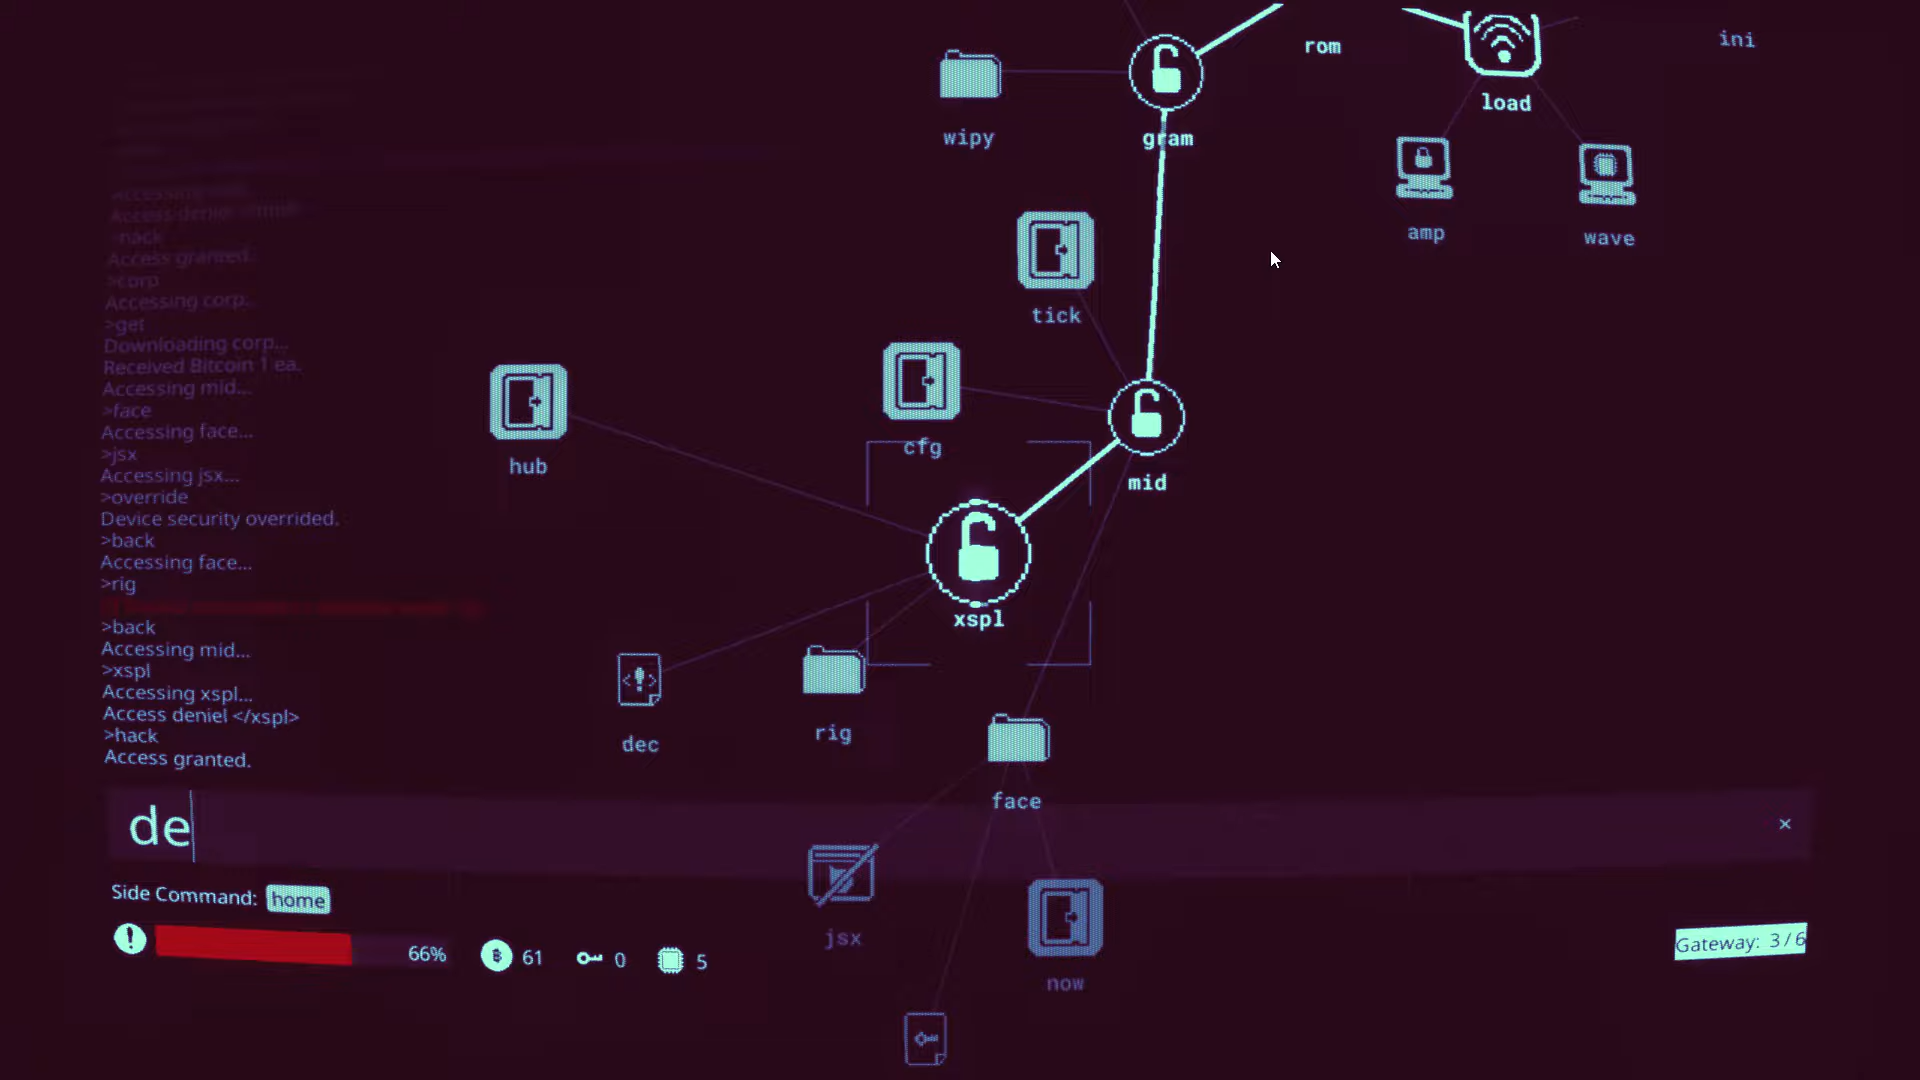 rom
ini
load
wipy
gram
amp
wave
tick
cfg
hub
mid
xspl
rig
dec
face
jsx
now
Access granted.
>corp
Accessing corp...
>get
Downloading corp...
Received Bitcoin 1 ea.
Accessing mid...
>face
Accessing face...
>jsx
Accessing jsx...
>override
Device security overrided.
>back
Accessing face...
>rig
>back
Accessing mid...
>xspl
Accessing xspl...
Access deniel </xspl>
>hack
Access granted.
de
×
Side Command: home
66%
61
0
5
Gateway: 3/6